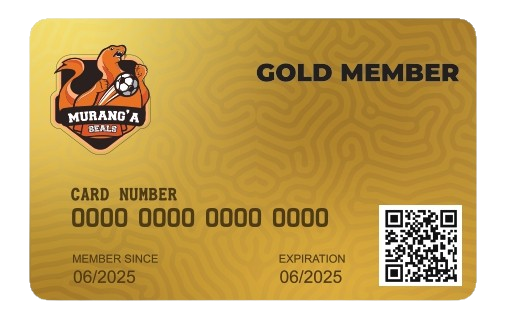 GOLD MEMBER
MURANG'A
SEALS
CARD NUMBER
0000 0000 0000 0000
MEMBER SINCE
EXPIRATION
06/2025
06/2025